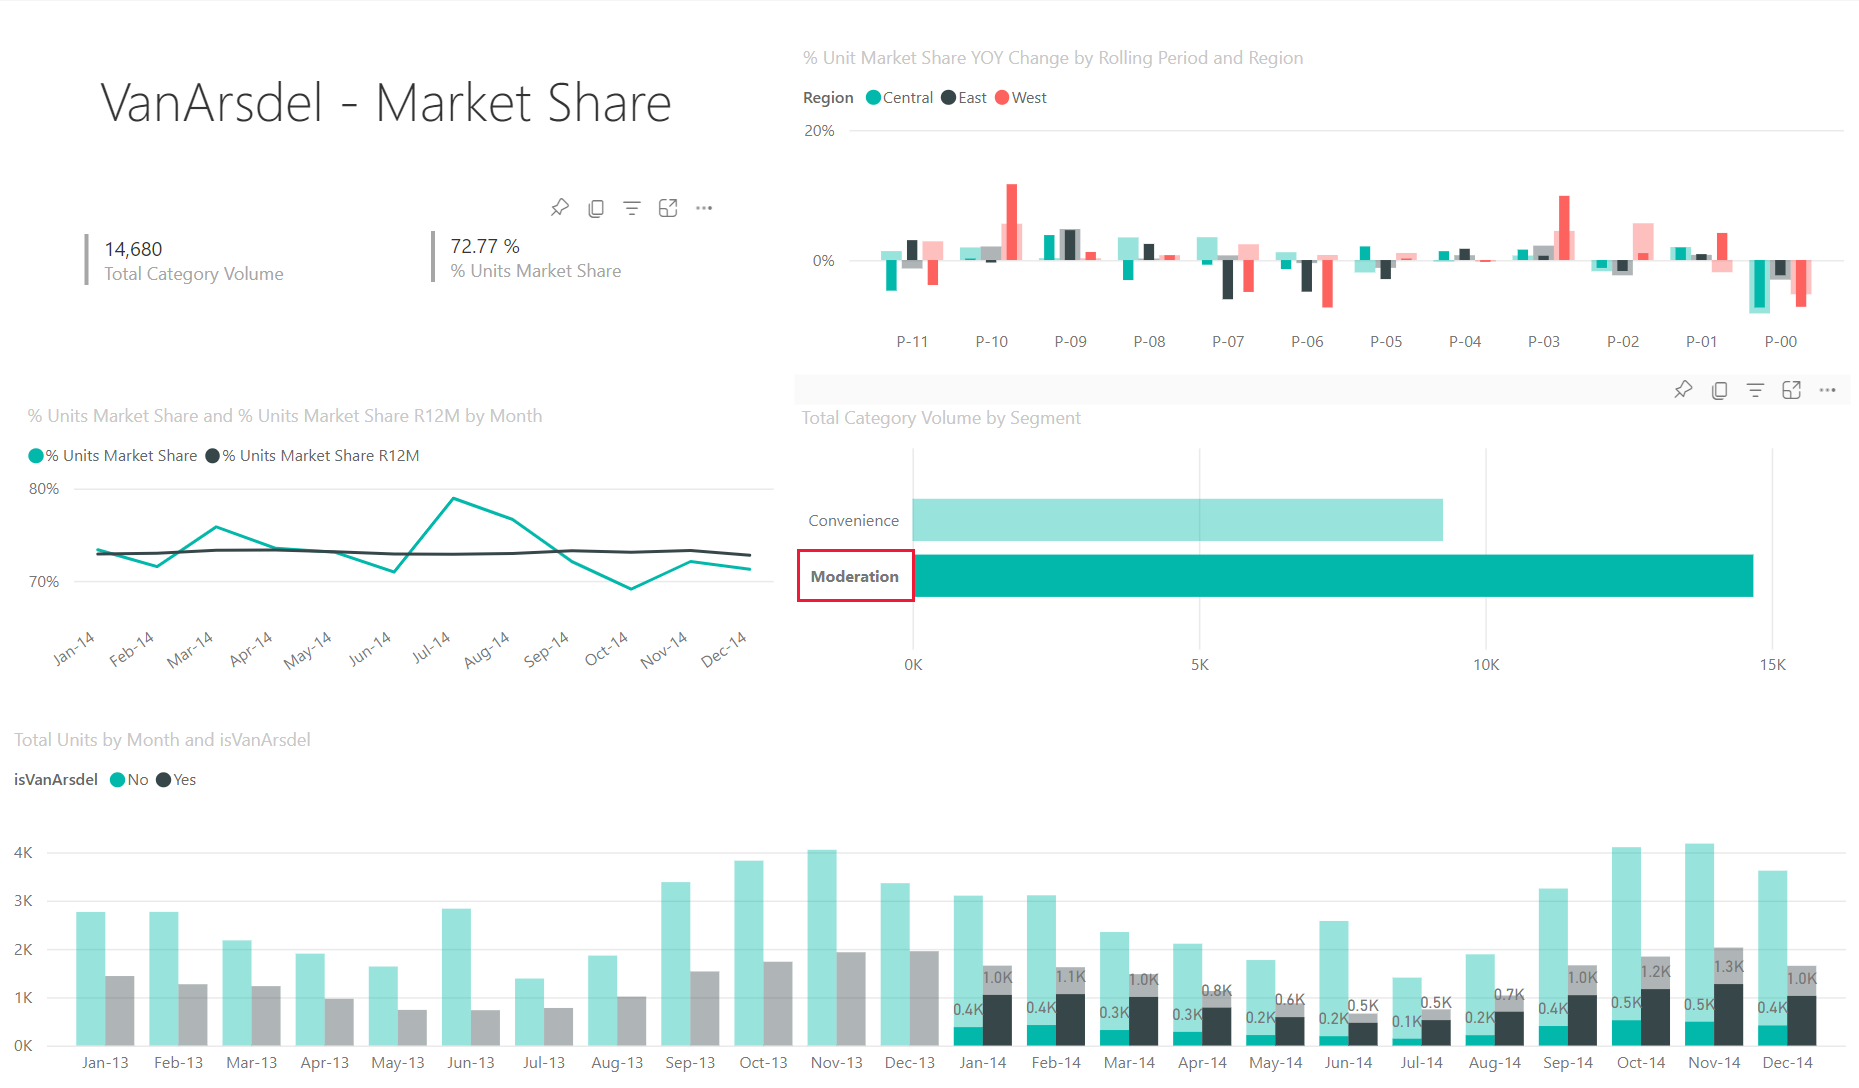 VanArsdel - Market Share
14,680
Total Category Volume
72.77 %
% Units Market Share
% Unit Market Share YOY Change by Rolling Period and Region
Region Central East West
20%
0%
P-11 P-10 P-09 P-08 P-07 P-06 P-05 P-04 P-03 P-02 P-01 P-00
% Units Market Share and % Units Market Share R12M by Month
% Units Market Share % Units Market Share R12M
80%
70%
Jan-14 Feb-14 Mar-14 Apr-14 May-14 Jun-14 Jul-14 Aug-14 Sep-14 Oct-14 Nov-14 Dec-14
Total Category Volume by Segment
Convenience
Moderation
0K 5K 10K 15K
Total Units by Month and isVanArsdel
isVanArsdel No Yes
4K
3K
2K
1K
0K
1.0K 1.1K 1.0K 0.8K 0.6K 0.5K 0.5K 0.7K 1.0K 1.2K 1.3K 1.0K
0.4K 0.4K 0.3K 0.3K 0.2K 0.2K 0.1K 0.2K 0.4K 0.5K 0.5K 0.4K
Jan-13 Feb-13 Mar-13 Apr-13 May-13 Jun-13 Jul-13 Aug-13 Sep-13 Oct-13 Nov-13 Dec-13 Jan-14 Feb-14 Mar-14 Apr-14 May-14 Jun-14 Jul-14 Aug-14 Sep-14 Oct-14 Nov-14 Dec-14